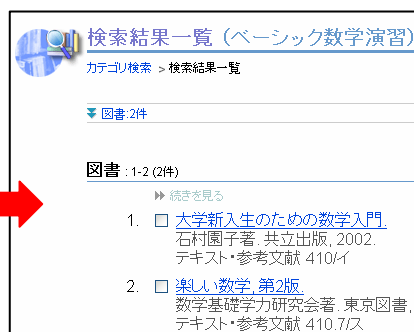 検索結果一覧 (ベーシック数学演習)
カテゴリ検索 > 検索結果一覧
図書:2件
図書 : 1-2 (2件)
続きを見る
1. 大学新入生のための数学入門.
石村園子著. 共立出版, 2002.
テキスト・参考文献 410/イ
2. 楽しい数学, 第2版.
数学基礎学力研究会著. 東京図書,
テキスト・参考文献 410.7/ス